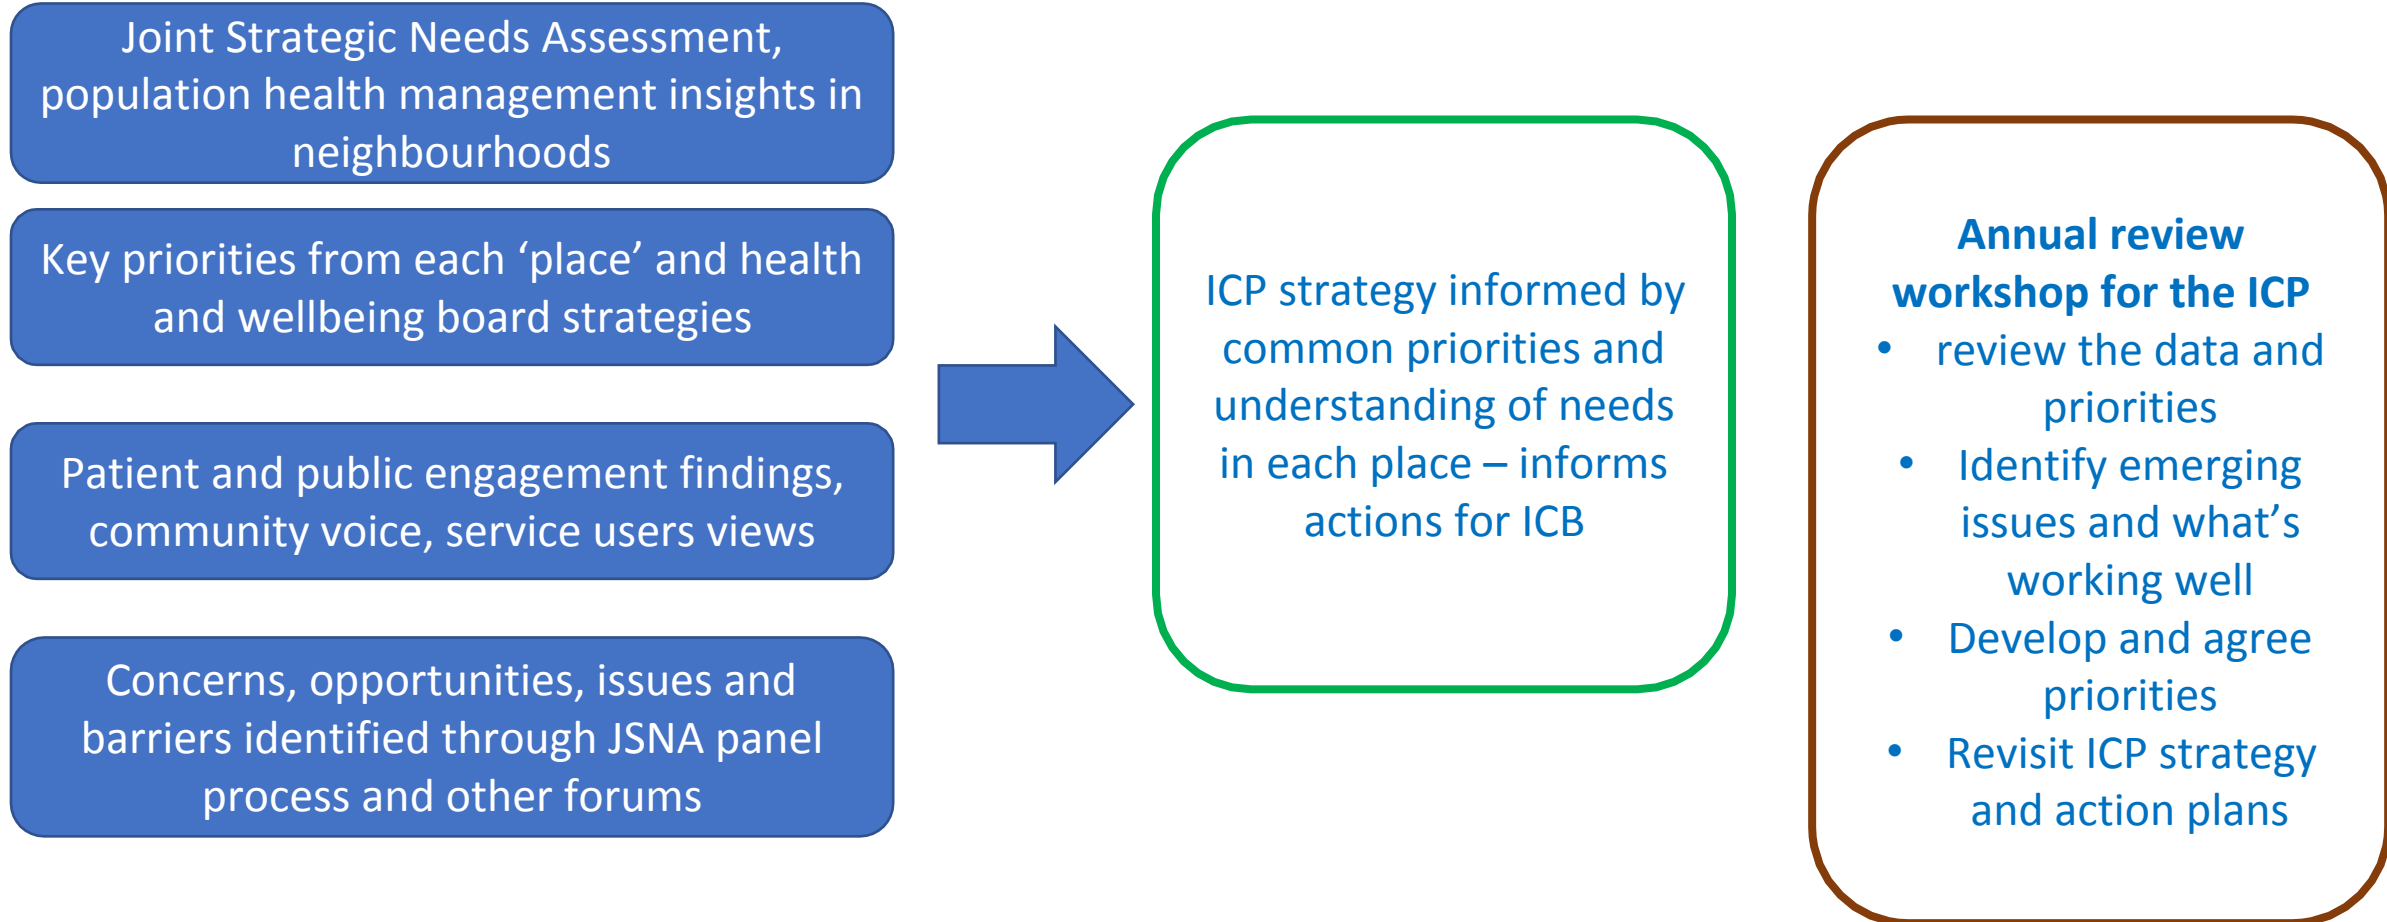 Joint Strategic Needs Assessment,
population health management insights in
neighbourhoods
Key priorities from each ‘place’ and health
and wellbeing board strategies
Patient and public engagement findings,
community voice, service users views
Concerns, opportunities, issues and
barriers identified through JSNA panel
process and other forums
ICP strategy informed by
common priorities and
understanding of needs
in each place – informs
actions for ICB
Annual review
workshop for the ICP
• review the data and
priorities
• Identify emerging
issues and what’s
working well
• Develop and agree
priorities
• Revisit ICP strategy
and action plans